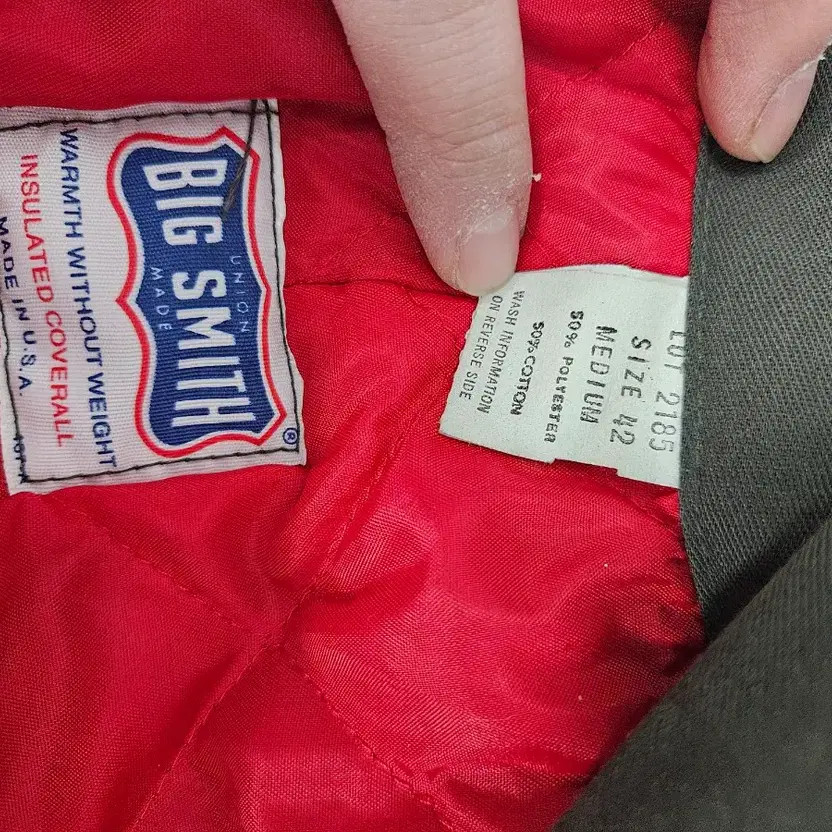 BIG SMITH
UNION
MADE
®
WARMTH WITHOUT WEIGHT
INSULATED COVERALL
MADE IN U.S.A.
LOT 2185
SIZE 42
MEDIUM
50% POLYESTER
50% COTTON
WASH INFORMATION
ON REVERSE SIDE